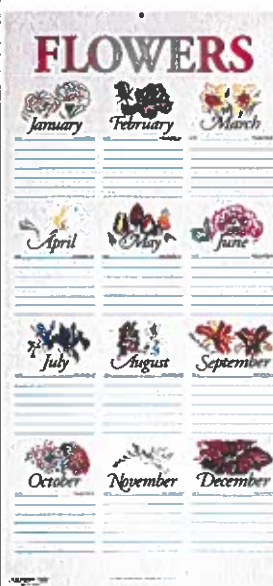 FLOWERS
January February March
April May June
July August September
October November December